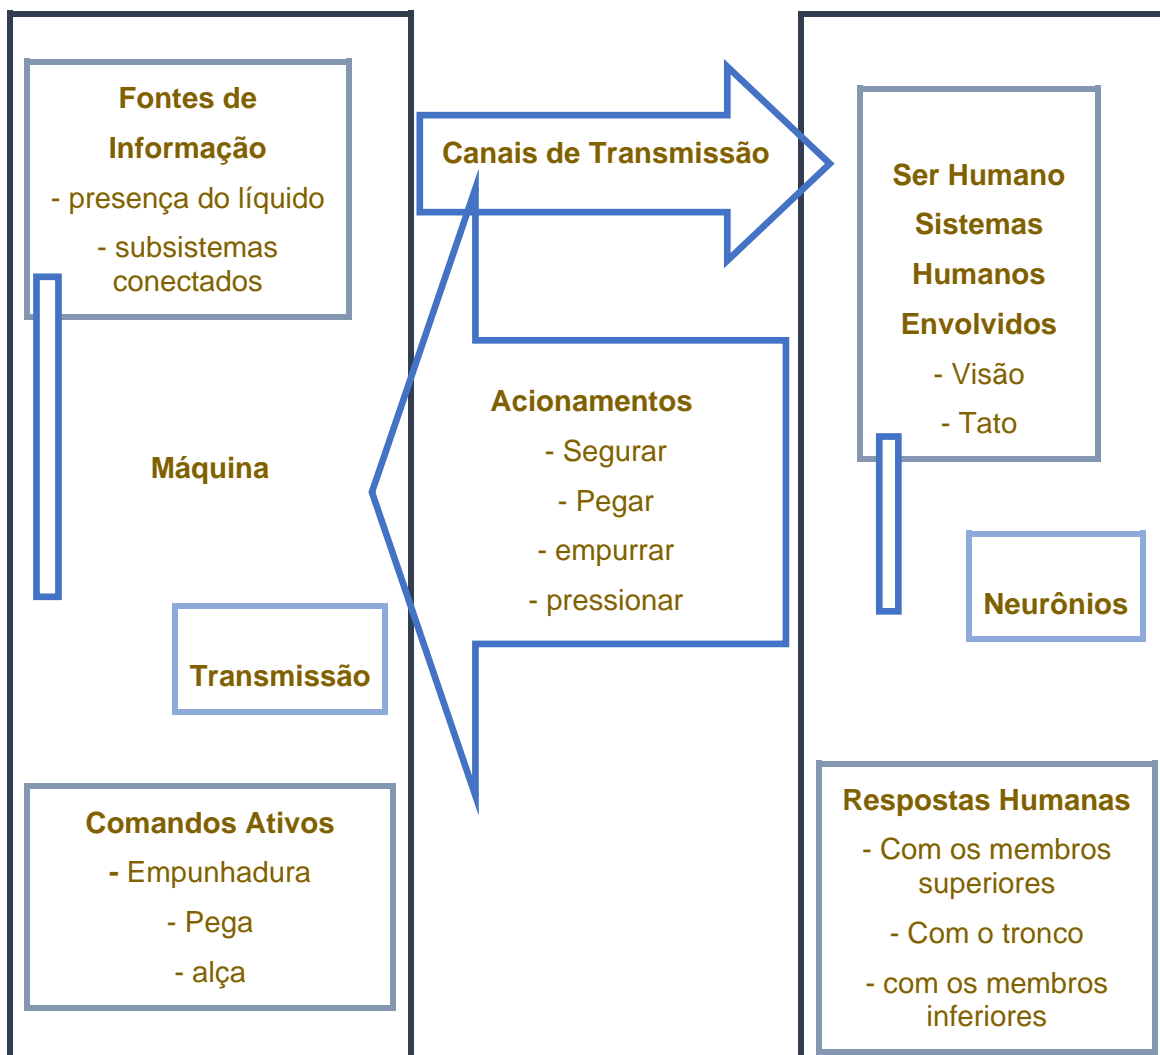 Fontes de
Informação
- presença do líquido
- subsistemas
conectados
Máquina
Transmissão
Comandos Ativos
- Empunhadura
- Pega
- alça
Canais de Transmissão
Acionamentos
- Segurar
- Pegar
- empurrar
- pressionar
Ser Humano
Sistemas
Humanos
Envolvidos
- Visão
- Tato
Neurônios
Respostas Humanas
- Com os membros
superiores
- Com o tronco
- com os membros
inferiores